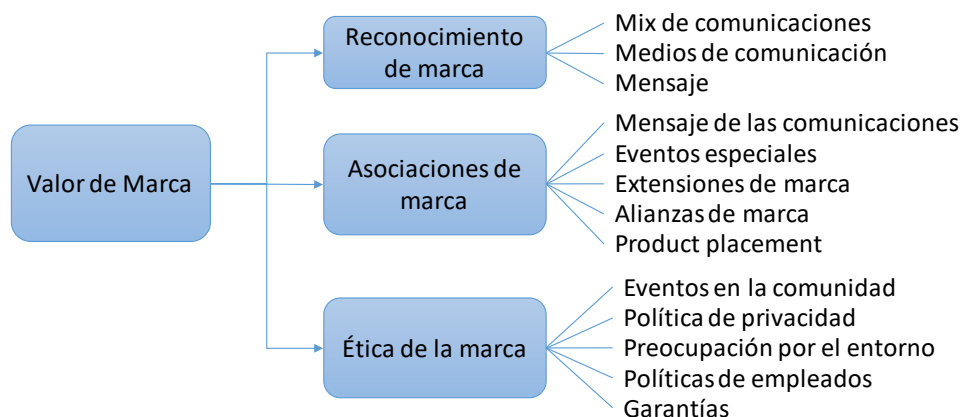 Valor de Marca
Reconocimiento
de marca
Mix de comunicaciones
Medios de comunicación
Mensaje
Asociaciones de
marca
Mensaje de las comunicaciones
Eventos especiales
Extensiones de marca
Alianzas de marca
Product placement
Ética de la marca
Eventos en la comunidad
Política de privacidad
Preocupación por el entorno
Políticas de empleados
Garantías